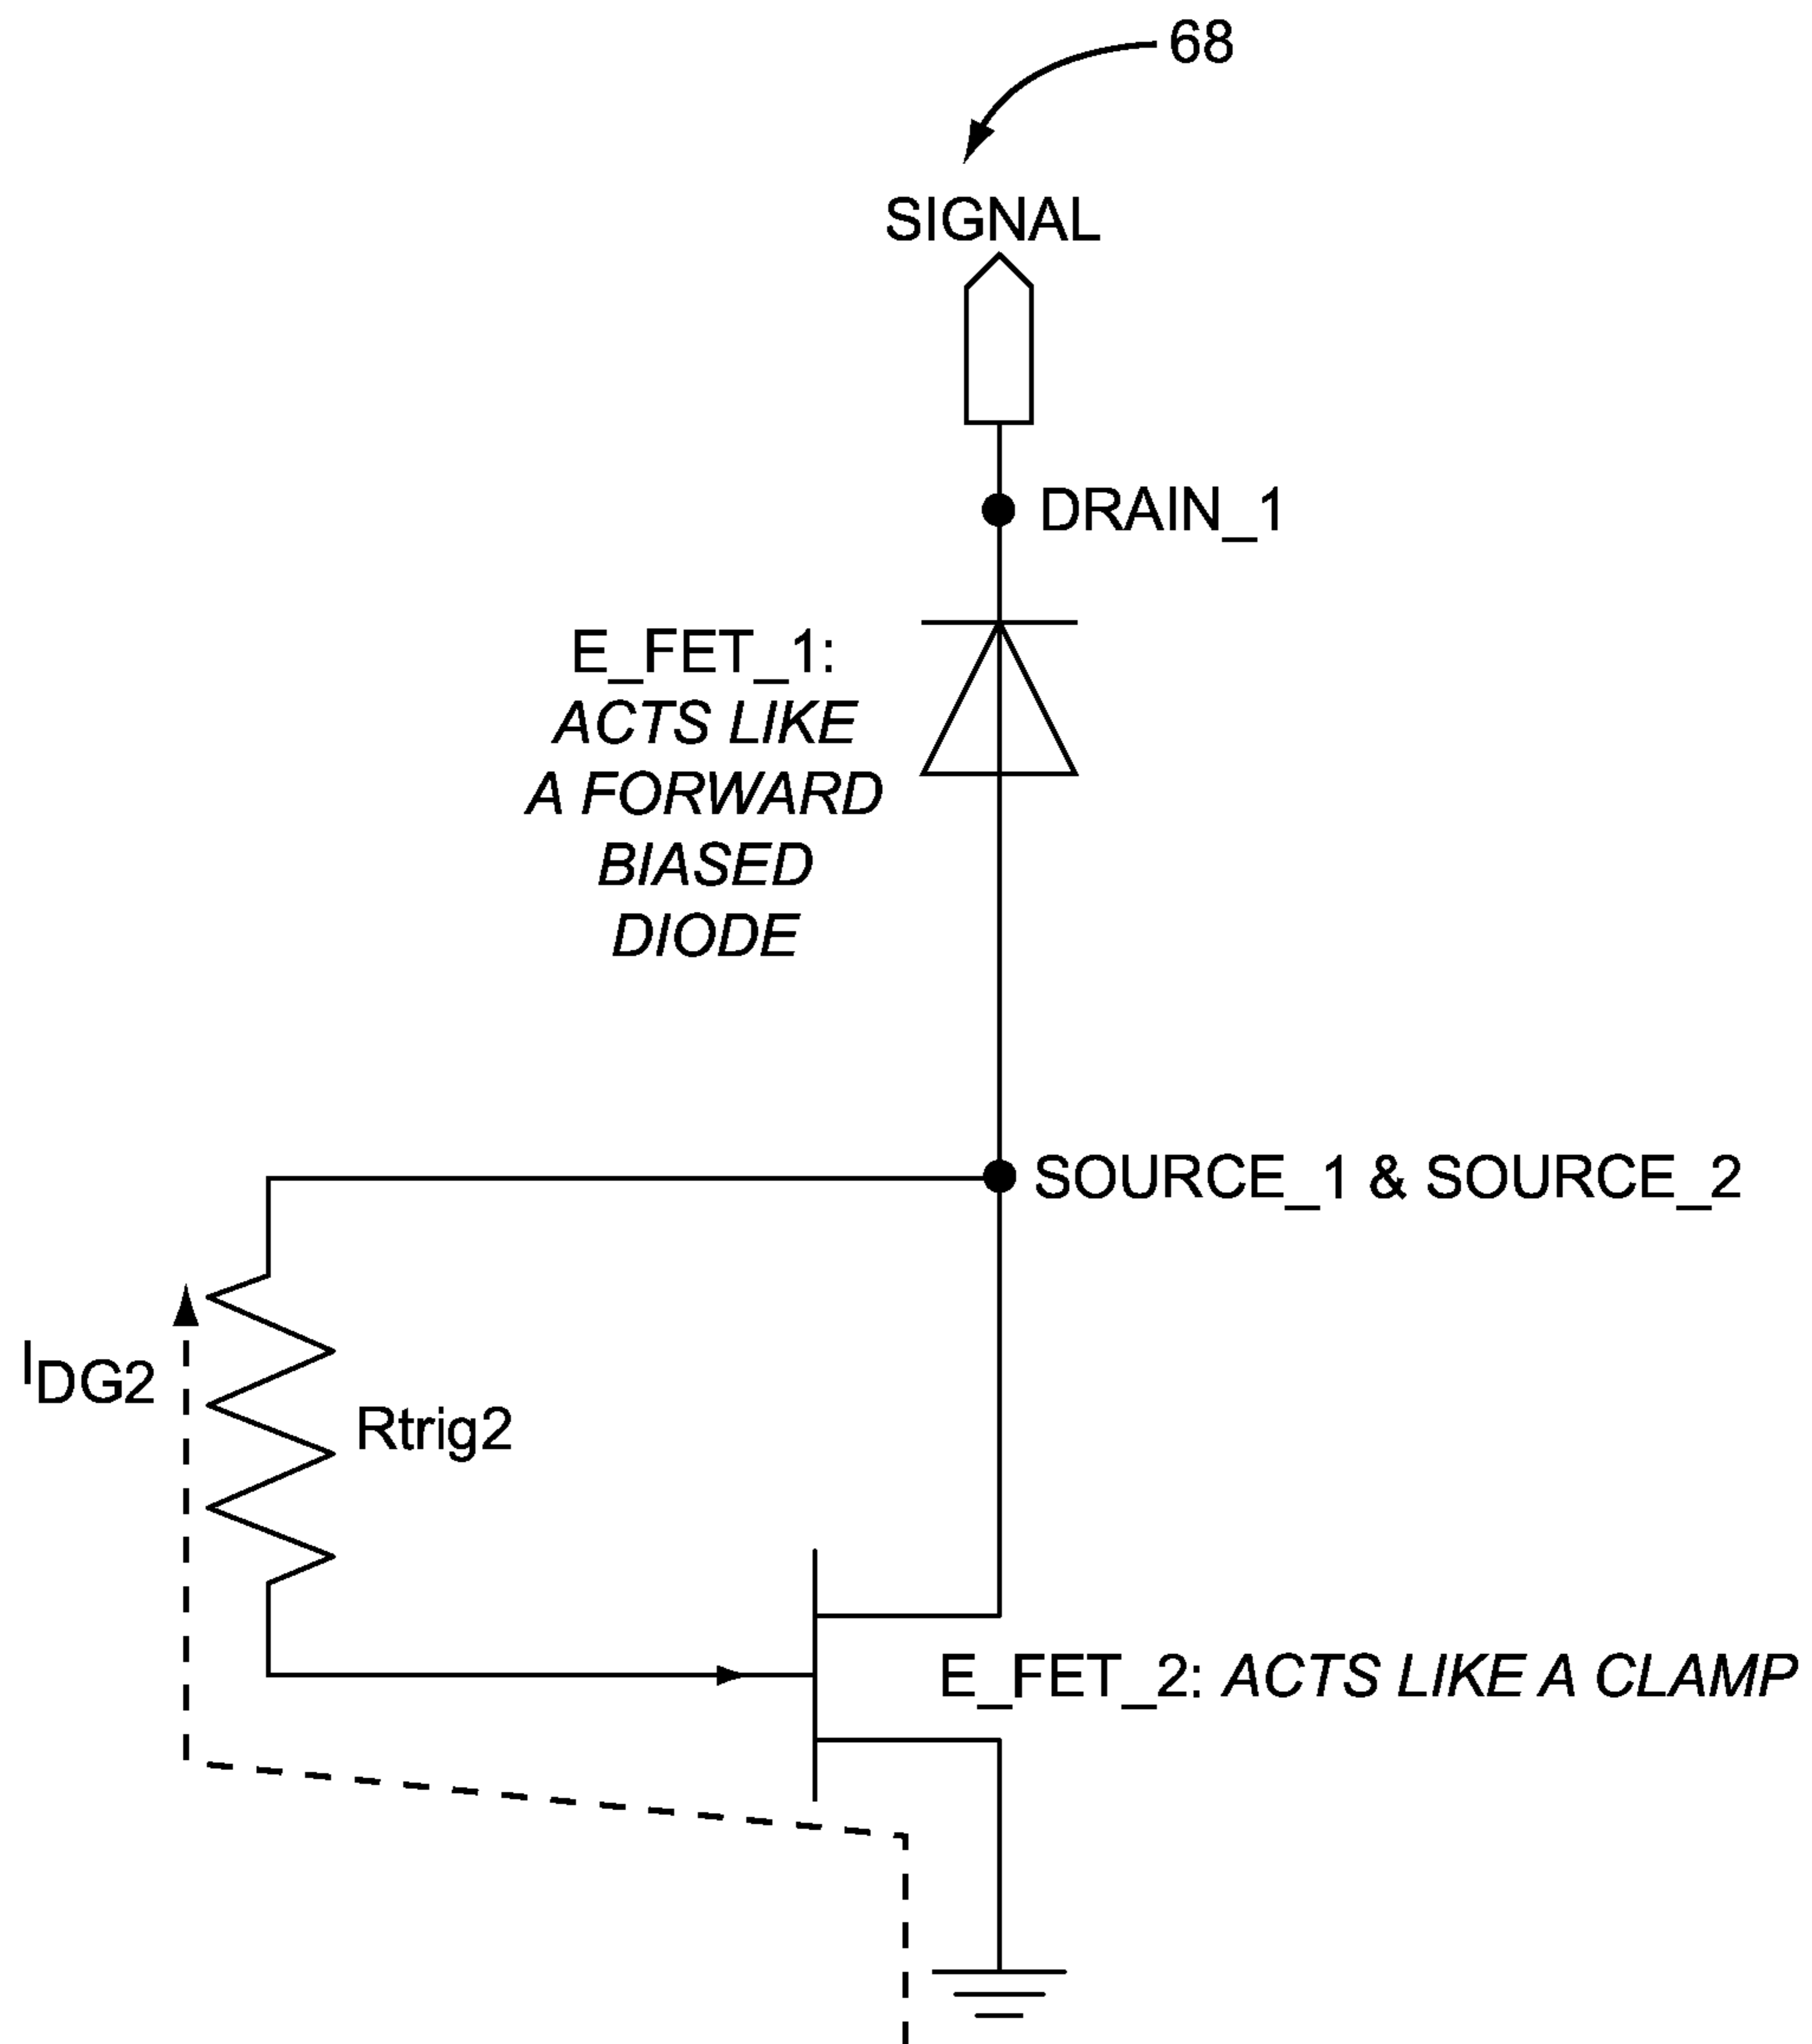 68
SIGNAL
DRAIN_1
E_FET_1:
ACTS LIKE
A FORWARD
BIASED
DIODE
SOURCE_1 & SOURCE_2
IDG2
Rtrig2
E_FET_2: ACTS LIKE A CLAMP